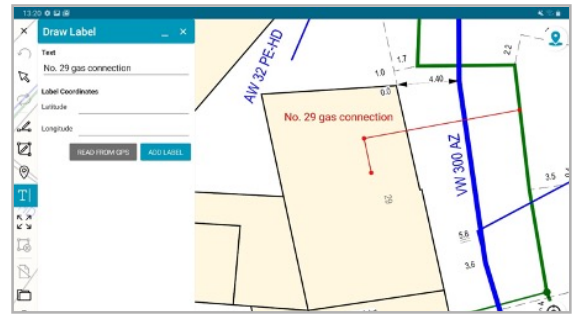 13:20
Draw Label
Text
No. 29 gas connection
Label Coordinates
Latitude
Longitude
READ FROM GPS
ADD LABEL
T
AW 32 PE-HD
1.7
1.0
0.0
4.40
2.2
No. 29 gas connection
VW 300 AZ
3.5
29
5.6
3.6